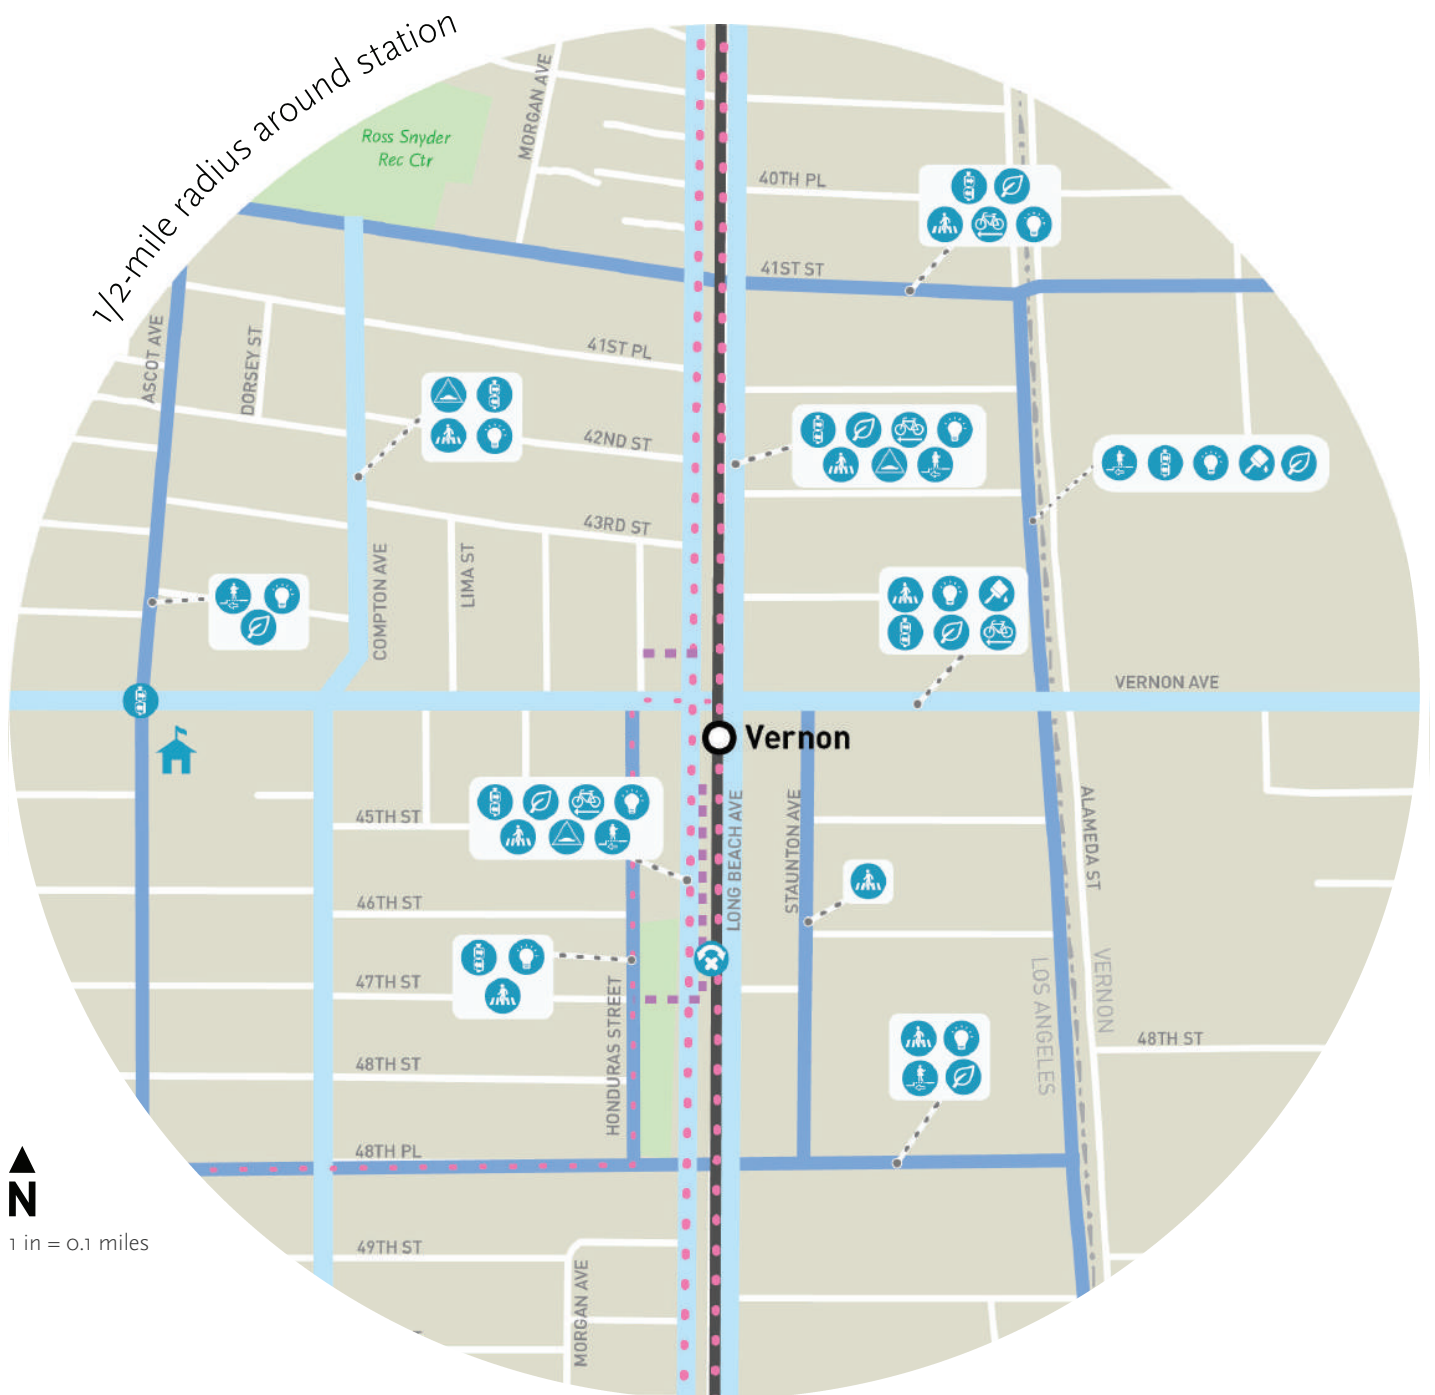 1/2-mile radius around station
MORGAN AVE
Ross Snyder
Rec Ctr
40TH PL
41ST ST
ASCOT AVE
DORSEY ST
41ST PL
42ND ST
43RD ST
COMPTON AVE
LIMA ST
VERNON AVE
Vernon
45TH ST
LONG BEACH AVE
STAUNTON AVE
ALAMEDA ST
46TH ST
47TH ST
HONDURAS STREET
LOS ANGELES
VERNON
48TH ST
48TH ST
48TH PL
N
1 in = 0.1 miles
49TH ST
MORGAN AVE